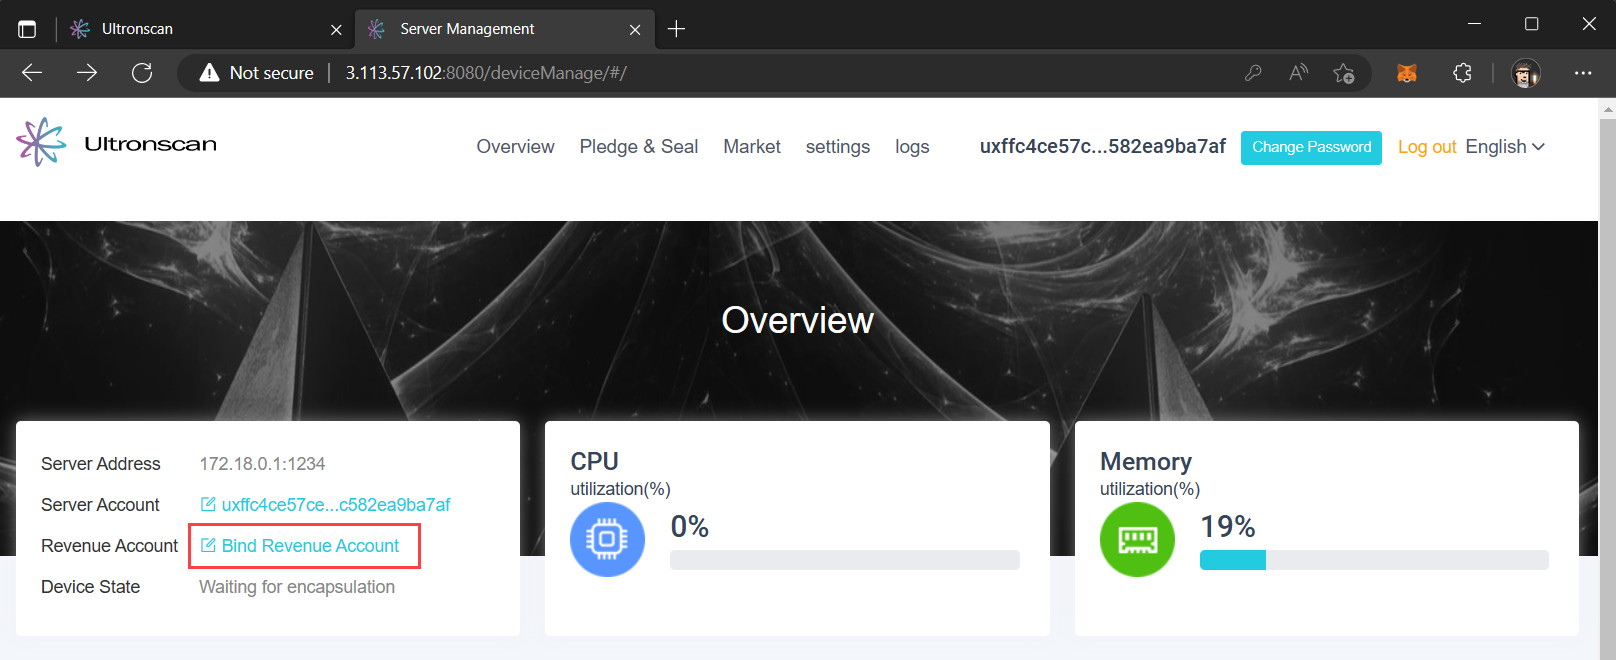 Ultronscan
Server Management
Not secure
3.113.57.102:8080/deviceManage/#/
Ultronscan
Overview Pledge & Seal Market settings logs uxffc4ce57c...582ea9ba7af Change Password Log out English
Overview
Server Address 172.18.0.1:1234
Server Account uxffc4ce57ce...c582ea9ba7af
Revenue Account Bind Revenue Account
Device State Waiting for encapsulation
CPU
utilization(%)
0%
Memory
utilization(%)
19%